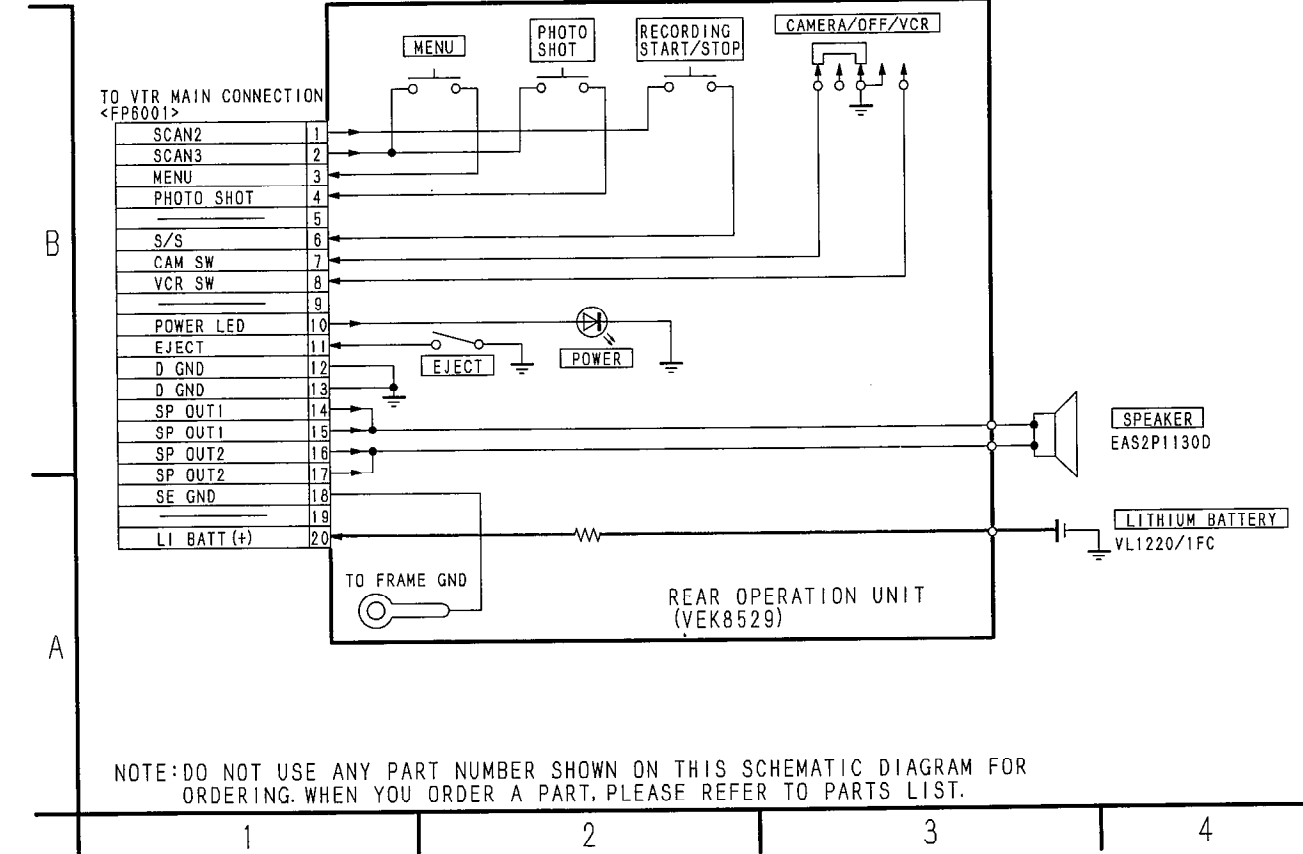 CAMERA/OFF/VCR
MENU
PHOTO
SHOT
RECORDING
START/STOP
TO VTR MAIN CONNECTION
<FP6001>
SCAN2 1
SCAN3 2
MENU 3
PHOTO SHOT 4
5
S/S 6
CAM SW 7
VCR SW 8
9
POWER LED 10
EJECT 11
D GND 12
D GND 13
SP OUT1 14
SP OUT1 15
SP OUT2 16
SP OUT2 17
SE GND 18
19
LI BATT(+) 20
EJECT
POWER
SPEAKER
EAS2P1130D
LITHIUM BATTERY
VL1220/1FC
TO FRAME GND
REAR OPERATION UNIT
(VEK8529)
B
A
NOTE:DO NOT USE ANY PART NUMBER SHOWN ON THIS SCHEMATIC DIAGRAM FOR
ORDERING. WHEN YOU ORDER A PART, PLEASE REFER TO PARTS LIST.
1 2 3 4